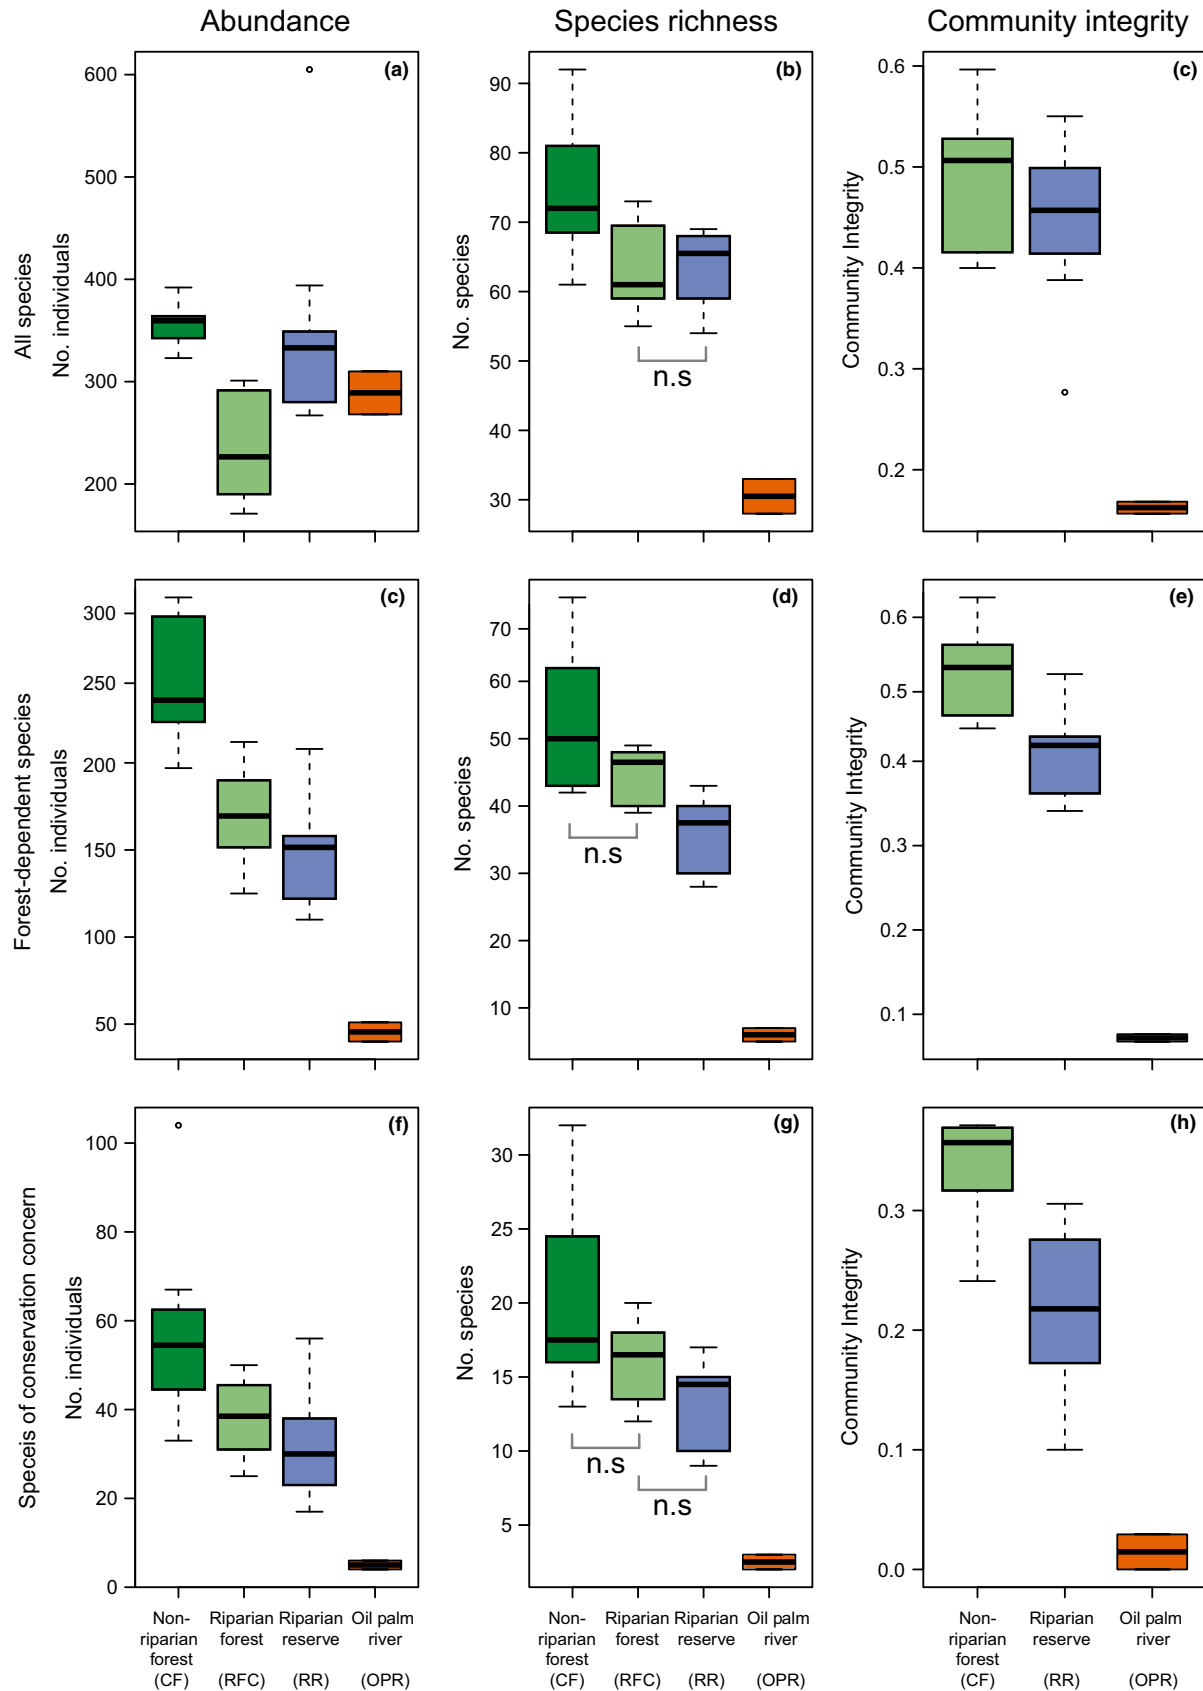 Abundance
Species richness
Community integrity
All species
No. individuals
600
500
400
300
200
(a)
No. species
90
80
70
60
50
40
30
(b)
n.s
Community Integrity
0.6
0.5
0.4
0.3
0.2
(c)
Forest-dependent species
No. individuals
300
250
200
150
100
50
(c)
No. species
70
60
50
40
30
20
10
(d)
n.s
Community Integrity
0.6
0.5
0.4
0.3
0.2
0.1
(e)
Speceis of conservation concern
No. individuals
100
80
60
40
20
0
(f)
No. species
30
25
20
15
10
5
(g)
n.s
n.s
Community Integrity
0.3
0.2
0.1
0.0
(h)
Non-
riparian
forest
(CF)
Riparian
forest
(RFC)
Riparian
reserve
(RR)
Oil palm
river
(OPR)
Non-
riparian
forest
(CF)
Riparian
forest
(RFC)
Riparian
reserve
(RR)
Oil palm
river
(OPR)
Non-
riparian
forest
(CF)
Riparian
reserve
(RR)
Oil palm
river
(OPR)